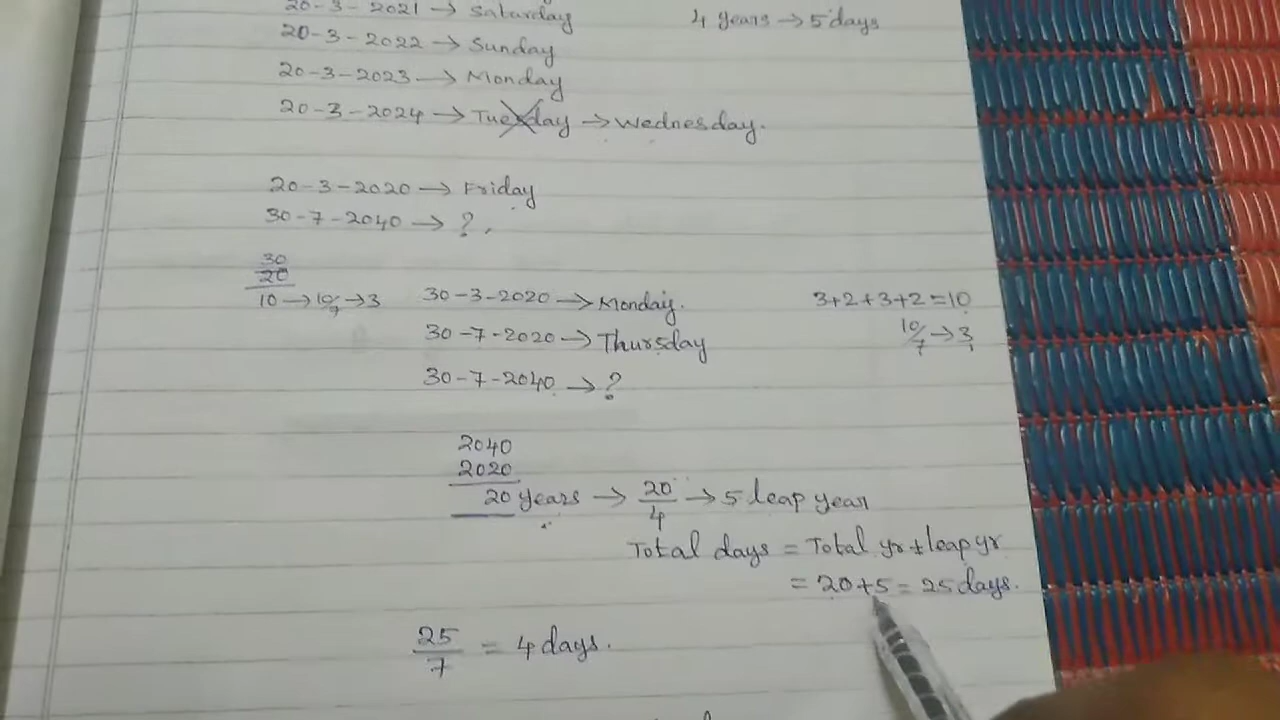 20-3-2021 → Saturday
4 years → 5 days
20-3-2022 → Sunday
20-3-2023 → Monday
20-3-2024 → Tuesday → Wednesday.
20-3-2020 → Friday
30-7-2040 → ?
30
20
10 → 10/7 → 3
30-3-2020 → Monday.
3+2+3+2=10
30-7-2020 → Thursday
10/7 → 3
30-7-2040 → ?
2040
2020
20 years → 20/4 → 5 leap year
Total days = Total yr + leap yr
= 20+5 = 25 days.
25/7 = 4 days.